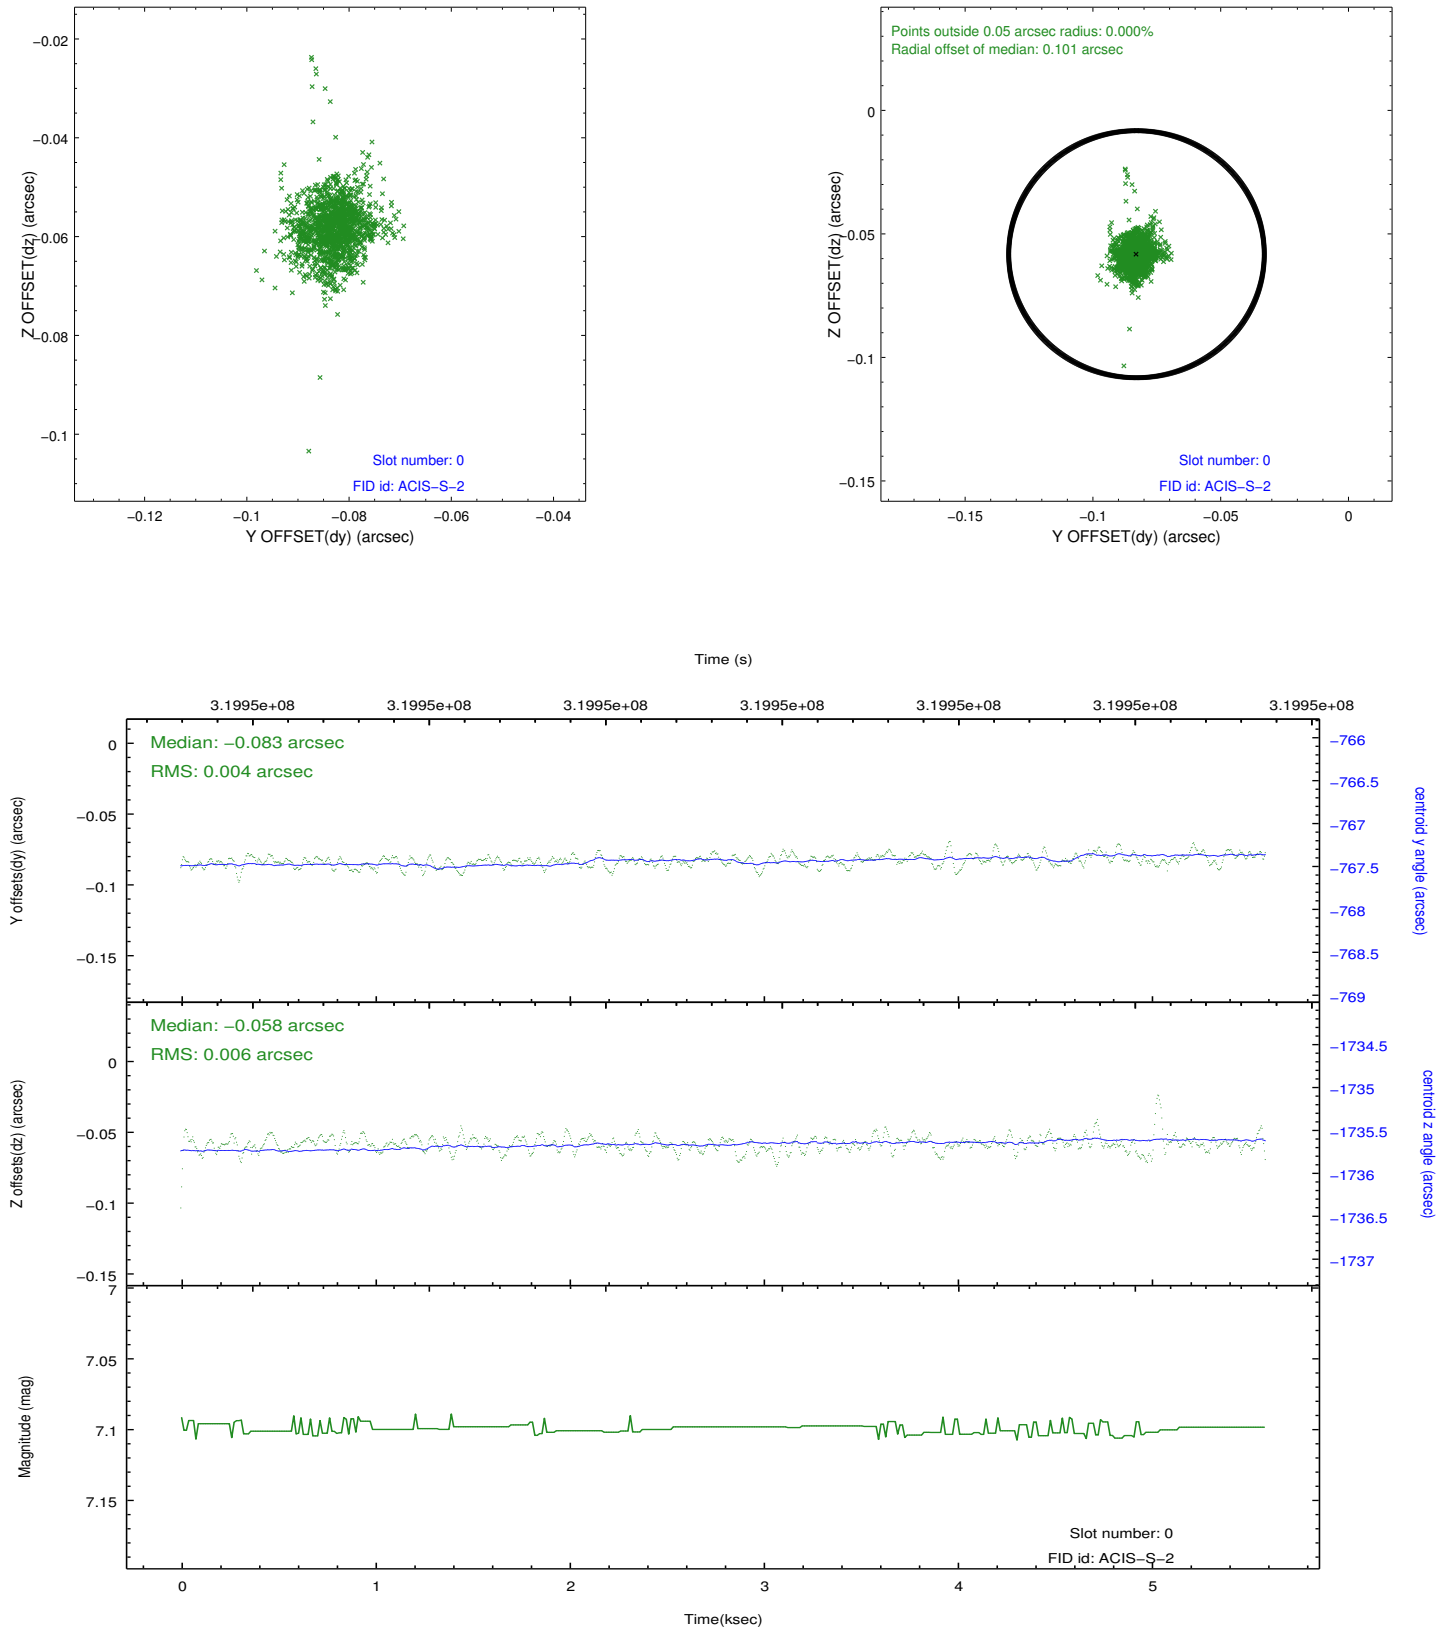 −0.02
−0.04
−0.06
−0.08
−0.1
Z OFFSET(dz) (arcsec)
Slot number: 0
FID id: ACIS−S−2
−0.12
−0.1
−0.08
−0.06
−0.04
Y OFFSET(dy) (arcsec)
Points outside 0.05 arcsec radius: 0.000%
Radial offset of median: 0.101 arcsec
0
−0.05
−0.1
−0.15
Z OFFSET(dz) (arcsec)
Slot number: 0
FID id: ACIS−S−2
−0.15
−0.1
−0.05
0
Y OFFSET(dy) (arcsec)
Time (s)
3.1995e+08
3.1995e+08
3.1995e+08
3.1995e+08
3.1995e+08
3.1995e+08
3.1995e+08
Median: −0.083 arcsec
RMS: 0.004 arcsec
0
−0.05
−0.1
−0.15
Y offsets(dy) (arcsec)
−766
−766.5
−767
−767.5
−768
−768.5
−769
centroid y angle (arcsec)
Median: −0.058 arcsec
RMS: 0.006 arcsec
0
−0.05
−0.1
−0.15
Z offsets(dz) (arcsec)
−1734.5
−1735
−1735.5
−1736
−1736.5
−1737
centroid z angle (arcsec)
7
7.05
7.1
7.15
Magnitude (mag)
Slot number: 0
FID id: ACIS−S−2
0
1
2
3
4
5
Time(ksec)